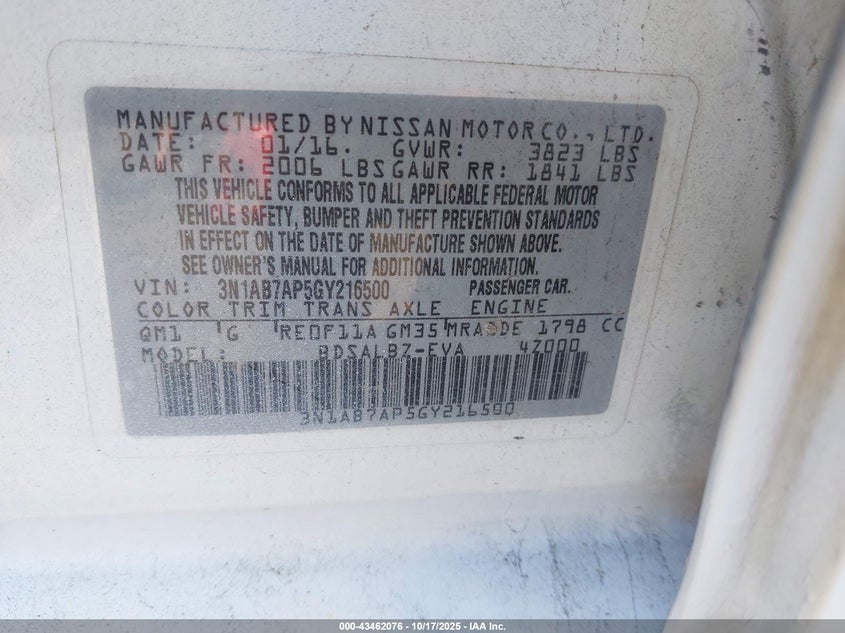 MANUFACTURED BY NISSAN MOTOR CO., LTD.
DATE: 01/16. GVWR: 3823 LBS
GAWR FR: 2006 LBS GAWR RR: 1841 LBS
THIS VEHICLE CONFORMS TO ALL APPLICABLE FEDERAL MOTOR
VEHICLE SAFETY, BUMPER AND THEFT PREVENTION STANDARDS
IN EFFECT ON THE DATE OF MANUFACTURE SHOWN ABOVE.
SEE OWNER'S MANUAL FOR ADDITIONAL INFORMATION.
VIN: 3N1AB7AP5GY216500 PASSENGER CAR.
COLOR TRIM TRANS AXLE ENGINE
QM1 G RE0F11A GM35 MRA8DE 1798 CC
MODEL: BDSALBZ-EVA 4Z000
3N1AB7AP5GY216500
000-43462076 | 10/17/2025 - IAA Inc.